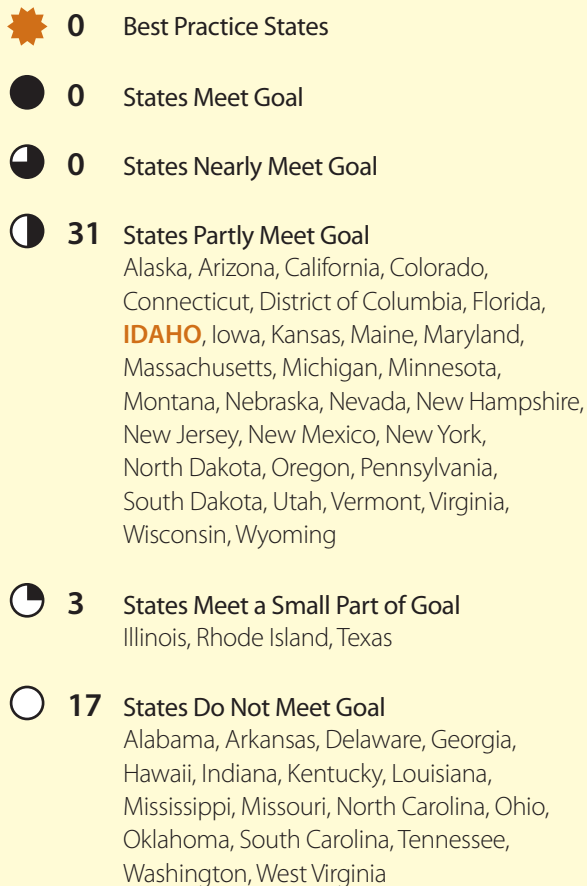 0 Best Practice States
0 States Meet Goal
0 States Nearly Meet Goal
31 States Partly Meet Goal
Alaska, Arizona, California, Colorado,
Connecticut, District of Columbia, Florida,
IDAHO, Iowa, Kansas, Maine, Maryland,
Massachusetts, Michigan, Minnesota,
Montana, Nebraska, Nevada, New Hampshire,
New Jersey, New Mexico, New York,
North Dakota, Oregon, Pennsylvania,
South Dakota, Utah, Vermont, Virginia,
Wisconsin, Wyoming
3 States Meet a Small Part of Goal
Illinois, Rhode Island, Texas
17 States Do Not Meet Goal
Alabama, Arkansas, Delaware, Georgia,
Hawaii, Indiana, Kentucky, Louisiana,
Mississippi, Missouri, North Carolina, Ohio,
Oklahoma, South Carolina, Tennessee,
Washington, West Virginia